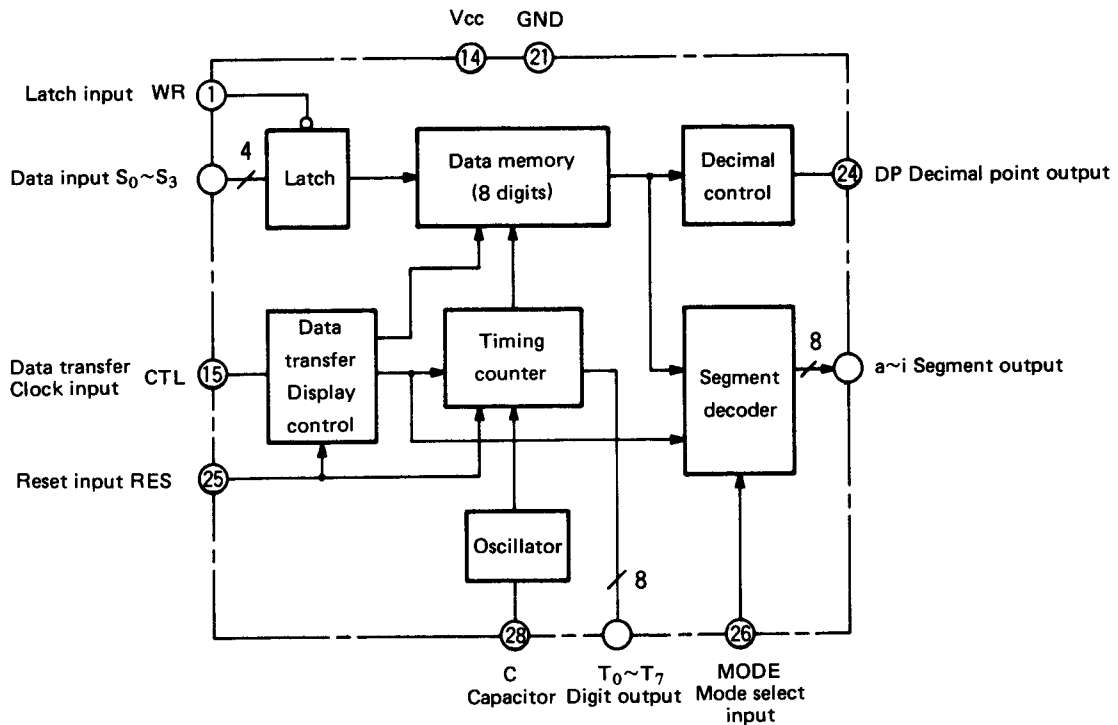 Vcc GND
14 21
Latch input WR 1
4
Data input S₀~S₃
Latch
Data memory
(8 digits)
Decimal
control
24 DP Decimal point output
Data transfer
Clock input
CTL 15
Data
transfer
Display
control
Timing
counter
Segment
decoder
8
a~i Segment output
Reset input RES 25
Oscillator
8
28
26
C
Capacitor
T₀~T₇
Digit output
MODE
Mode select
input